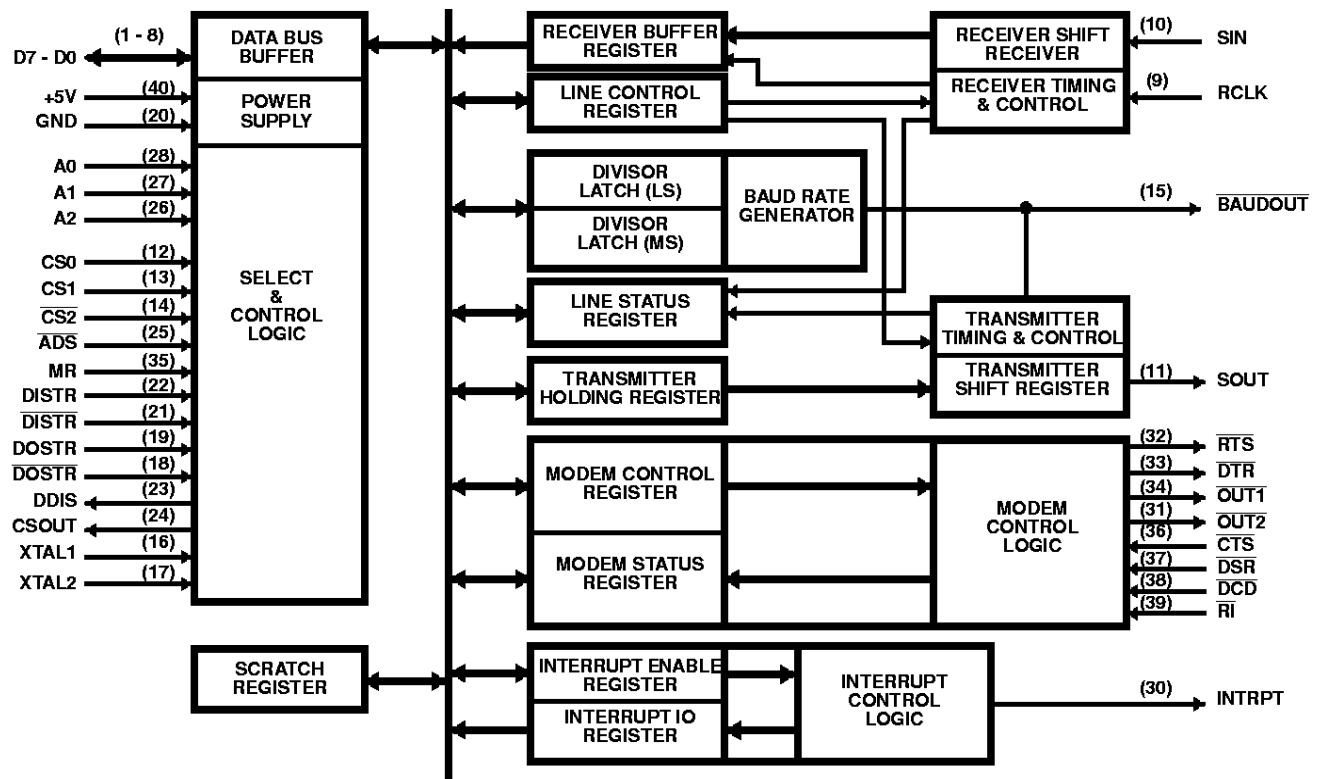 D7 - D0
(1 - 8)
+5V
(40)
GND
(20)
A0
(28)
A1
(27)
A2
(26)
CS0
(12)
CS1
(13)
CS2
(14)
ADS
(25)
MR
(35)
DISTR
(22)
DISTR
(21)
DOSTR
(19)
DOSTR
(18)
DDIS
(23)
CSOUT
(24)
XTAL1
(16)
XTAL2
(17)
DATA BUS
BUFFER
POWER
SUPPLY
SELECT
&
CONTROL
LOGIC
SCRATCH
REGISTER
RECEIVER BUFFER
REGISTER
LINE CONTROL
REGISTER
DIVISOR
LATCH (LS)
DIVISOR
LATCH (MS)
BAUD RATE
GENERATOR
LINE STATUS
REGISTER
TRANSMITTER
HOLDING REGISTER
MODEM CONTROL
REGISTER
MODEM STATUS
REGISTER
INTERRUPT ENABLE
REGISTER
INTERRUPT IO
REGISTER
INTERRUPT
CONTROL
LOGIC
RECEIVER SHIFT
RECEIVER
RECEIVER TIMING
& CONTROL
TRANSMITTER
TIMING & CONTROL
TRANSMITTER
SHIFT REGISTER
MODEM
CONTROL
LOGIC
(10)
SIN
(9)
RCLK
(15)
BAUDOUT
(11)
SOUT
(32)
RTS
(33)
DTR
(34)
OUT1
(31)
OUT2
(36)
CTS
(37)
DSR
(38)
DCD
(39)
RI
(30)
INTRPT